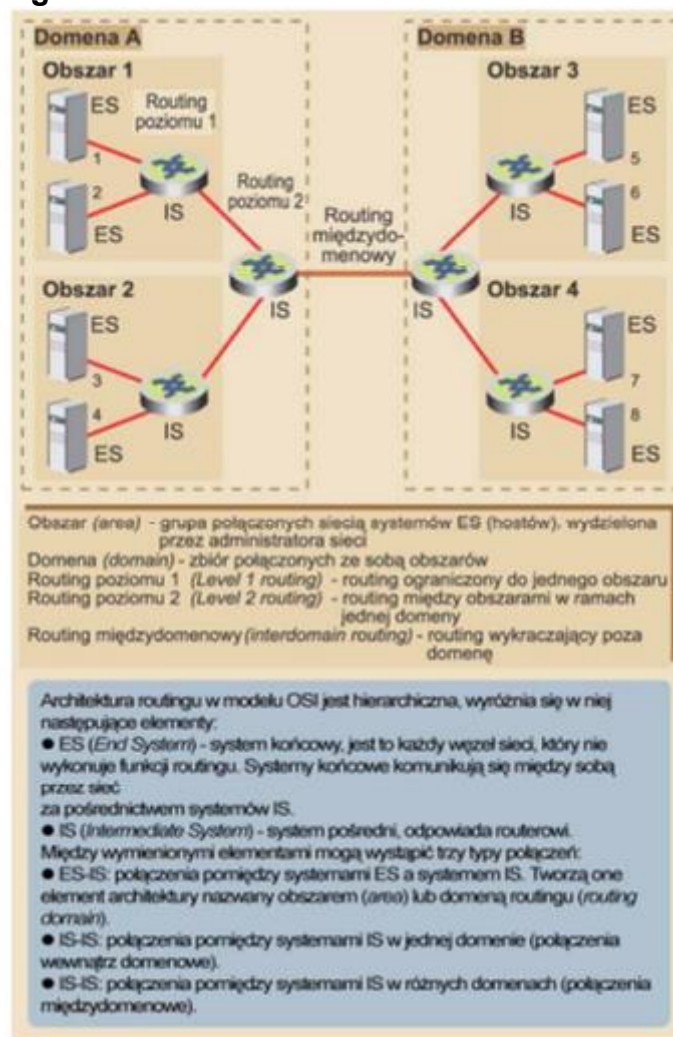 Domena A
Domena B
Obszar 1
Obszar 3
ES
Routing
poziomu 1
ES
1
5
2
Routing
poziomu 2
6
IS
Routing
międzydo-
menowy
IS
ES
ES
Obszar 2
IS
IS
Obszar 4
ES
ES
3
7
4
8
IS
IS
ES
ES
Obszar (area) - grupa połączonych siecią systemów ES (hostów), wydzielona
przez administratora sieci
Domena (domain) - zbiór połączonych ze sobą obszarów
Routing poziomu 1 (Level 1 routing) - routing ograniczony do jednego obszaru
Routing poziomu 2 (Level 2 routing) - routing między obszarami w ramach
jednej domeny
Routing międzydomenowy (interdomain routing) - routing wykraczający poza
domenę
Architektura routingu w modelu OSI jest hierarchiczna, wyróżnia się w niej
następujące elementy:
● ES (End System) - system końcowy, jest to każdy węzeł sieci, który nie
wykonuje funkcji routingu. Systemy końcowe komunikują się między sobą
przez sieć
za pośrednictwem systemów IS.
● IS (Intermediate System) - system pośredni, odpowiada routerowi.
Między wymienionymi elementami mogą wystąpić trzy typy połączeń:
● ES-IS: połączenia pomiędzy systemami ES a systemem IS. Tworzą one
element architektury nazwany obszarem (area) lub domeną routingu (routing
domain).
● IS-IS: połączenia pomiędzy systemami IS w jednej domenie (połączenia
wewnątrz domenowe).
● IS-IS: połączenia pomiędzy systemami IS w różnych domenach (połączenia
międzydomenowe).